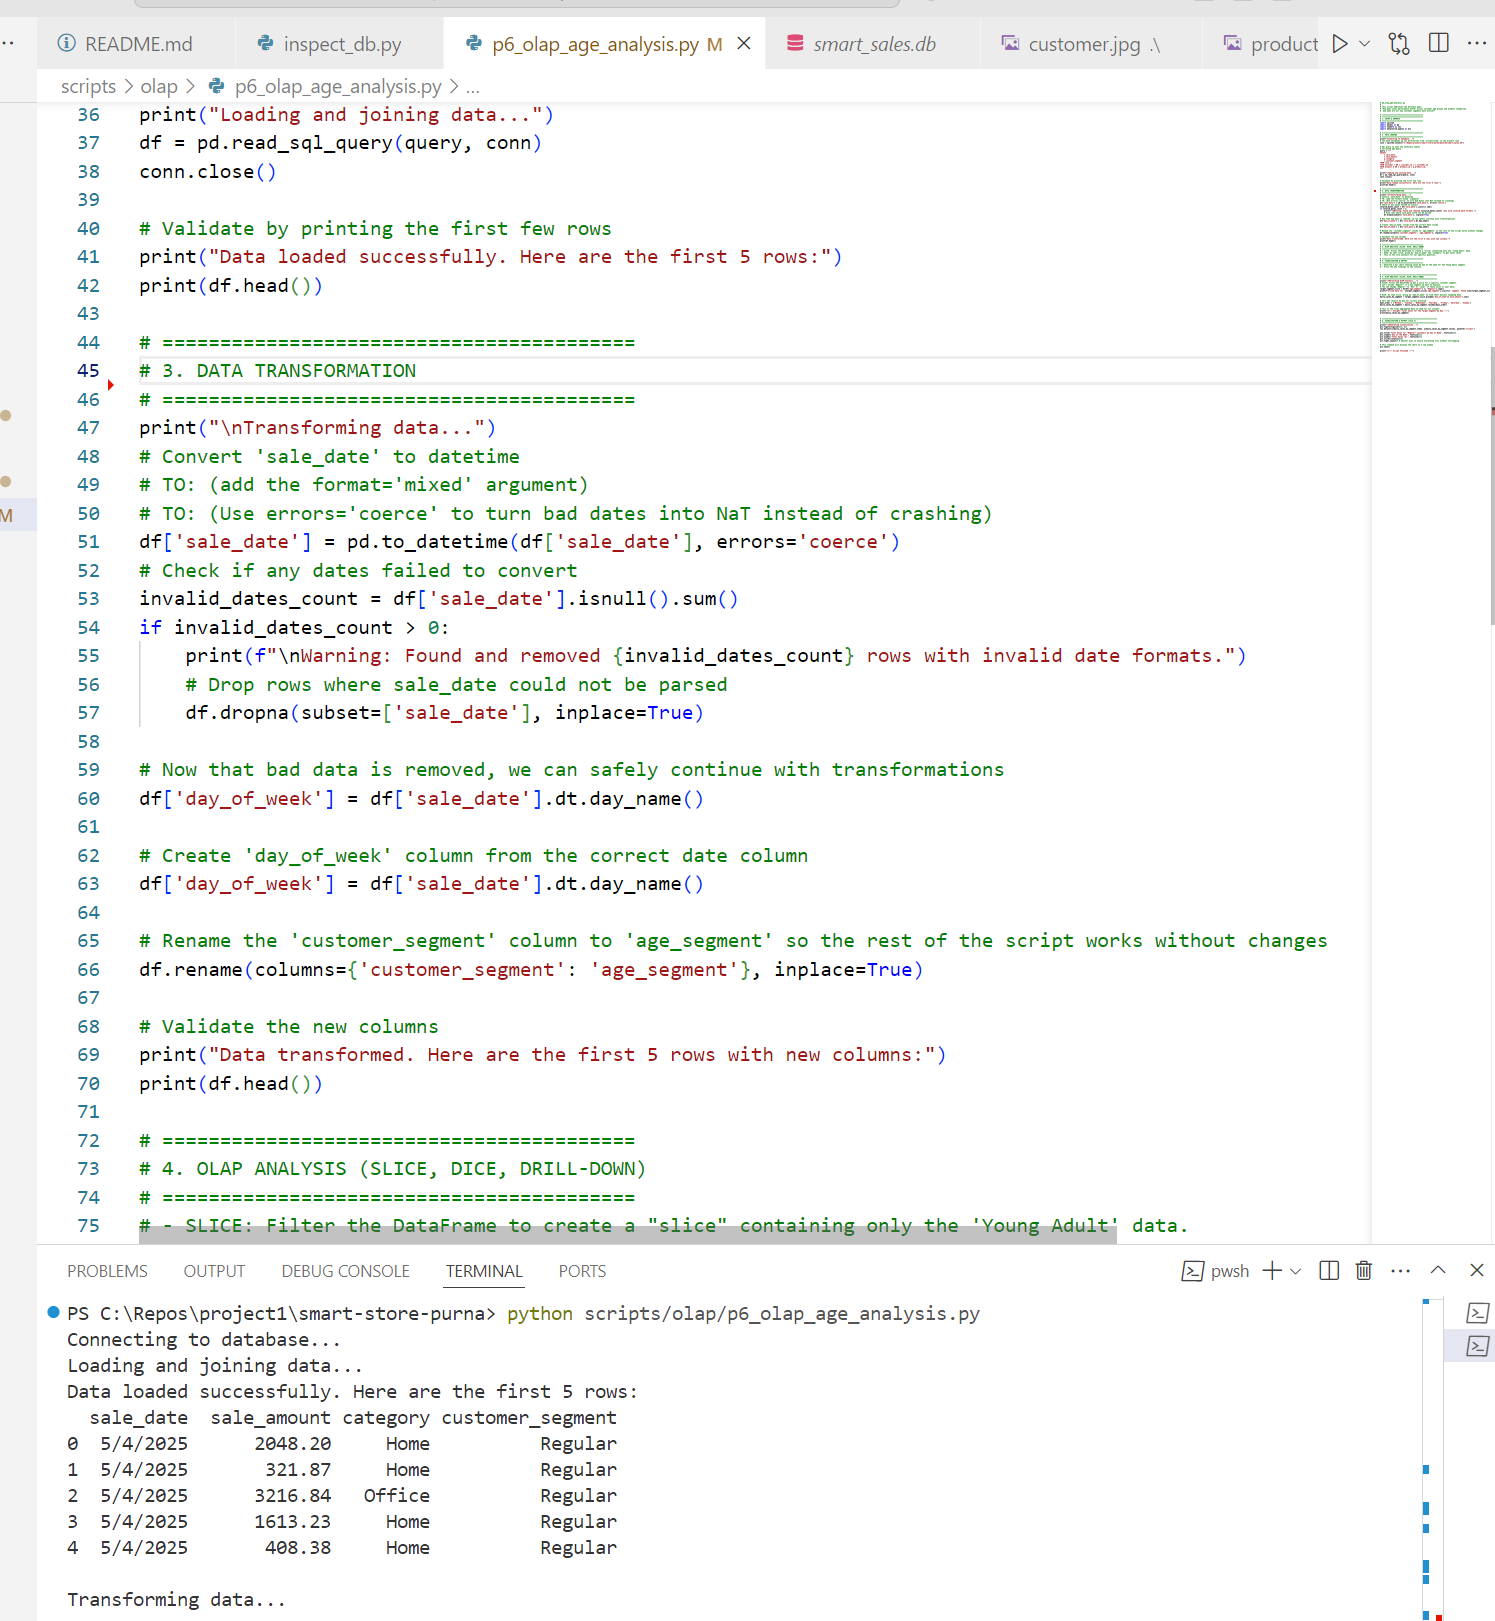 README.md
inspect_db.py
p6_olap_age_analysis.py M
smart_sales.db
customer.jpg .\
product
scripts > olap > p6_olap_age_analysis.py > ...
36 print("Loading and joining data...")
37 df = pd.read_sql_query(query, conn)
38 conn.close()
39
40 # Validate by printing the first few rows
41 print("Data loaded successfully. Here are the first 5 rows:")
42 print(df.head())
43
44 # =========================================
45 # 3. DATA TRANSFORMATION
46 # =========================================
47 print("\nTransforming data...")
48 # Convert 'sale_date' to datetime
49 # TO: (add the format='mixed' argument)
50 # TO: (Use errors='coerce' to turn bad dates into NaT instead of crashing)
51 df['sale_date'] = pd.to_datetime(df['sale_date'], errors='coerce')
52 # Check if any dates failed to convert
53 invalid_dates_count = df['sale_date'].isnull().sum()
54 if invalid_dates_count > 0:
55     print(f"\nWarning: Found and removed {invalid_dates_count} rows with invalid date formats.")
56     # Drop rows where sale_date could not be parsed
57     df.dropna(subset=['sale_date'], inplace=True)
58
59 # Now that bad data is removed, we can safely continue with transformations
60 df['day_of_week'] = df['sale_date'].dt.day_name()
61
62 # Create 'day_of_week' column from the correct date column
63 df['day_of_week'] = df['sale_date'].dt.day_name()
64
65 # Rename the 'customer_segment' column to 'age_segment' so the rest of the script works without changes
66 df.rename(columns={'customer_segment': 'age_segment'}, inplace=True)
67
68 # Validate the new columns
69 print("Data transformed. Here are the first 5 rows with new columns:")
70 print(df.head())
71
72 # =========================================
73 # 4. OLAP ANALYSIS (SLICE, DICE, DRILL-DOWN)
74 # =========================================
75 # - SLICE: Filter the DataFrame to create a "slice" containing only the 'Young Adult' data.
M
PROBLEMS OUTPUT DEBUG CONSOLE TERMINAL PORTS
pwsh
PS C:\Repos\project1\smart-store-purna> python scripts/olap/p6_olap_age_analysis.py
Connecting to database...
Loading and joining data...
Data loaded successfully. Here are the first 5 rows:
  sale_date  sale_amount category customer_segment
0  5/4/2025      2048.20     Home          Regular
1  5/4/2025       321.87     Home          Regular
2  5/4/2025      3216.84   Office          Regular
3  5/4/2025      1613.23     Home          Regular
4  5/4/2025       408.38     Home          Regular
Transforming data...